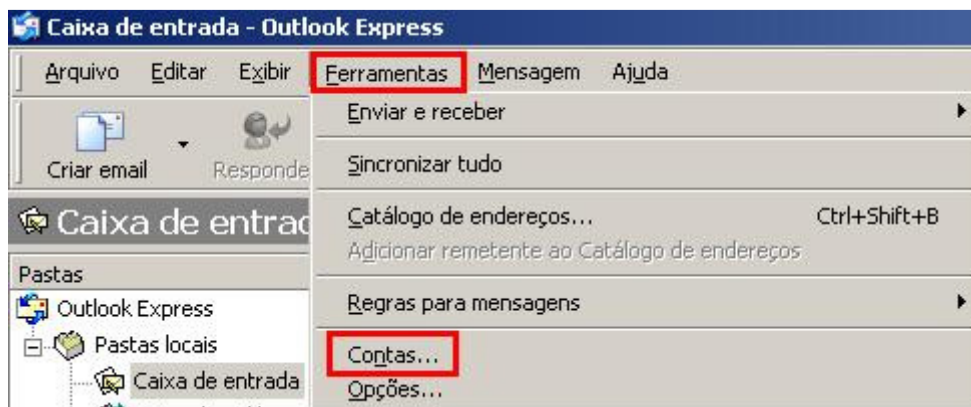 Caixa de entrada - Outlook Express
Arquivo Editar Exibir Ferramentas Mensagem Ajuda
Criar email Responde
Caixa de entrad
Pastas
Outlook Express
Pastas locais
Caixa de entrada
Enviar e receber
Sincronizar tudo
Catálogo de endereços... Ctrl+Shift+B
Adicionar remetente ao Catálogo de endereços
Regras para mensagens
Contas...
Opções...